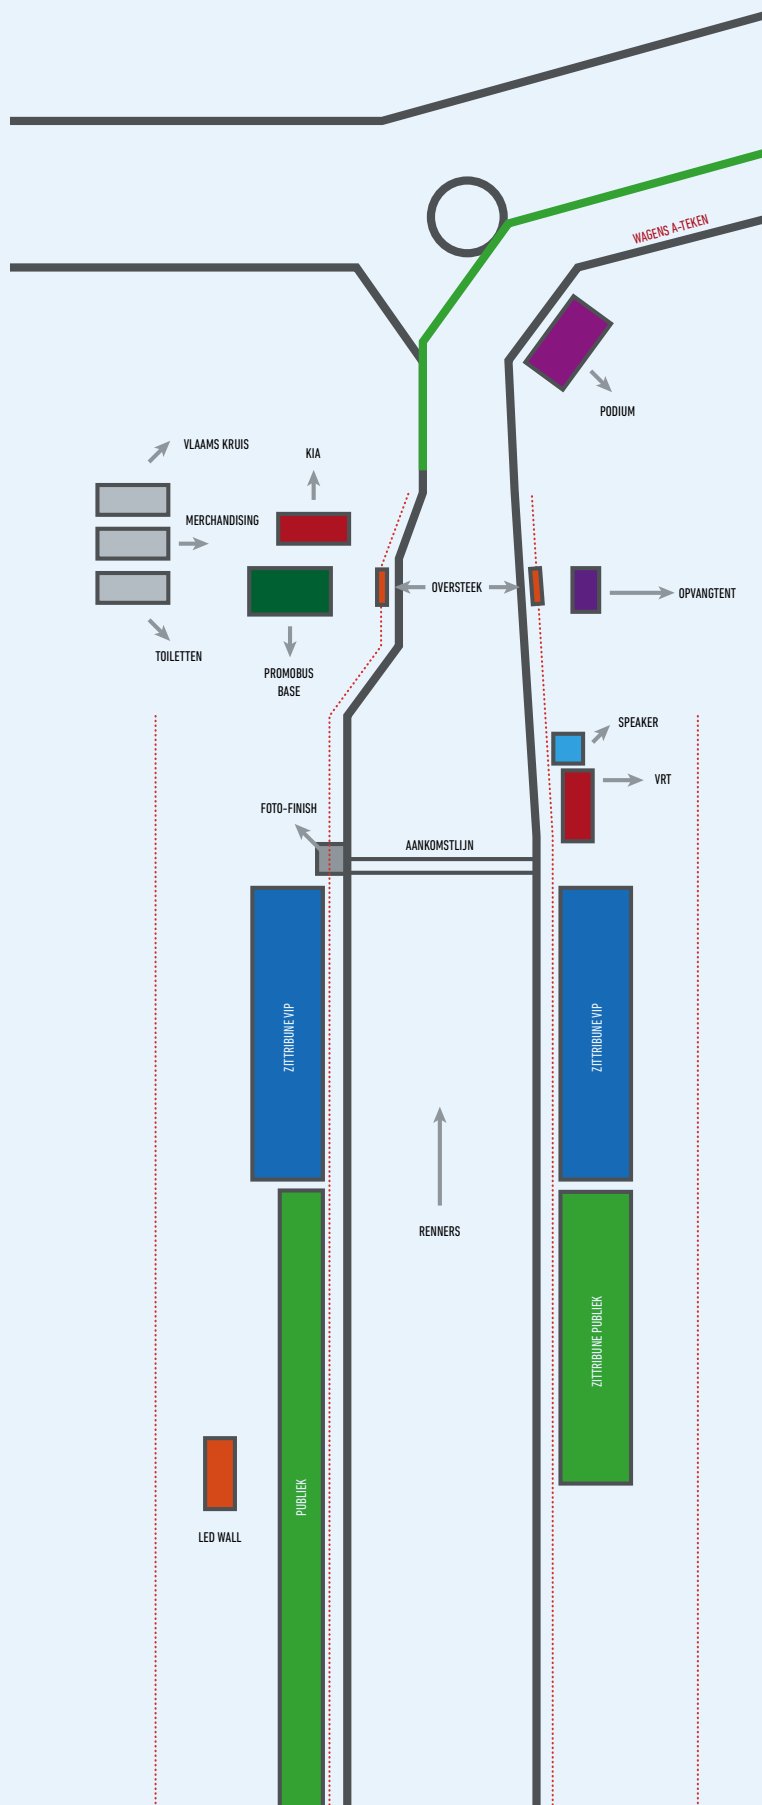 WAGENS A-TEKEN
PODIUM
VLAAMS KRUIS
KIA
MERCHANDISING
OVERSTEEK
OPVANGTENT
TOILETTEN
PROMOBUS
BASE
SPEAKER
VRT
FOTO-FINISH
AANKOMSTLIJN
ZITTRIBUNE VIP
ZITTRIBUNE VIP
RENNERS
ZITTRIBUNE PUBLIEK
PUBLIEK
LED WALL